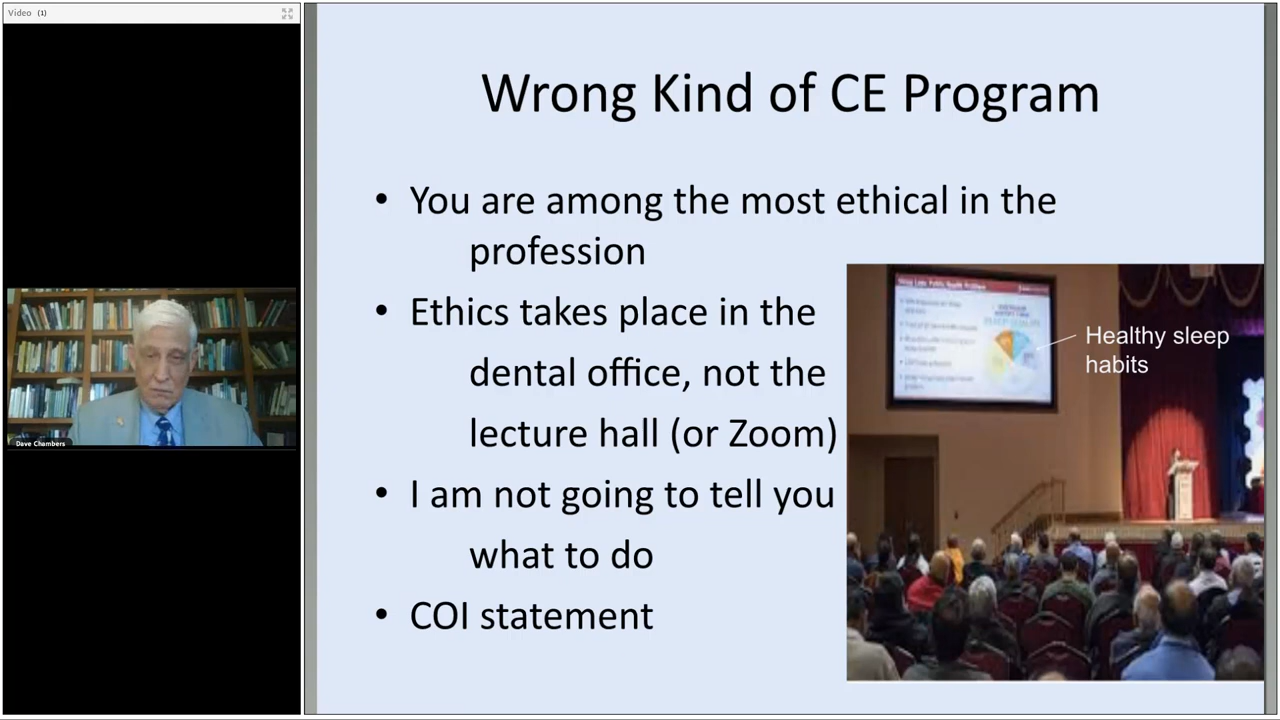 Video (1)
Dave Chambers
Wrong Kind of CE Program
• You are among the most ethical in the
profession
• Ethics takes place in the
dental office, not the
lecture hall (or Zoom)
• I am not going to tell you
what to do
• COI statement
Healthy sleep
habits